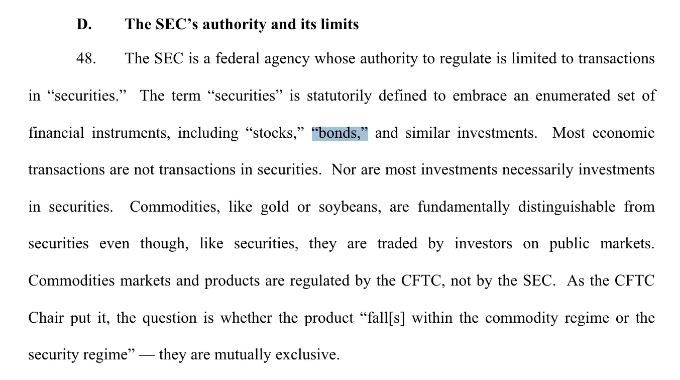 D. The SEC’s authority and its limits
48. The SEC is a federal agency whose authority to regulate is limited to transactions
in “securities.” The term “securities” is statutorily defined to embrace an enumerated set of
financial instruments, including “stocks,” “bonds,” and similar investments. Most economic
transactions are not transactions in securities. Nor are most investments necessarily investments
in securities. Commodities, like gold or soybeans, are fundamentally distinguishable from
securities even though, like securities, they are traded by investors on public markets.
Commodities markets and products are regulated by the CFTC, not by the SEC. As the CFTC
Chair put it, the question is whether the product “fall[s] within the commodity regime or the
security regime” — they are mutually exclusive.